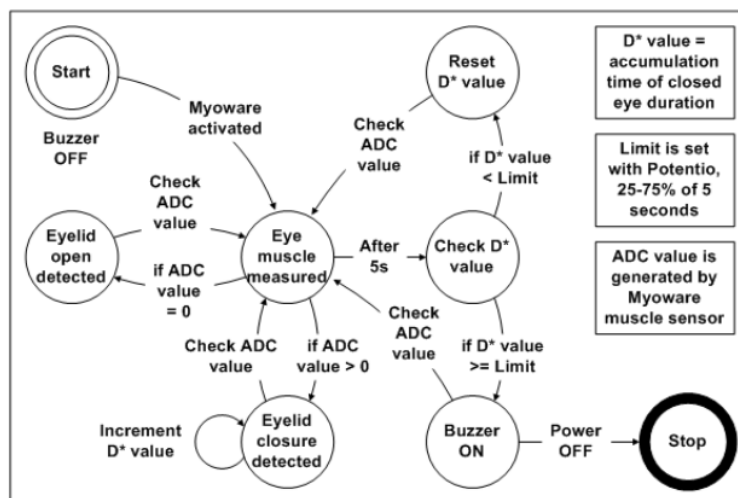 Start
Buzzer
OFF
Myoware
activated
Reset
D* value
Check
ADC
value
if D* value
< Limit
D* value =
accumulation
time of closed
eye duration
Limit is set
with Potentio,
25-75% of 5
seconds
ADC value is
generated by
Myoware
muscle sensor
Check
ADC
value
Eyelid
open
detected
if ADC
value
= 0
Eye
muscle
measured
After
5s
Check D*
value
Check ADC
value
if ADC
value > 0
Check
ADC
value
if D* value
>= Limit
Increment
D* value
Eyelid
closure
detected
Buzzer
ON
Power
OFF
Stop